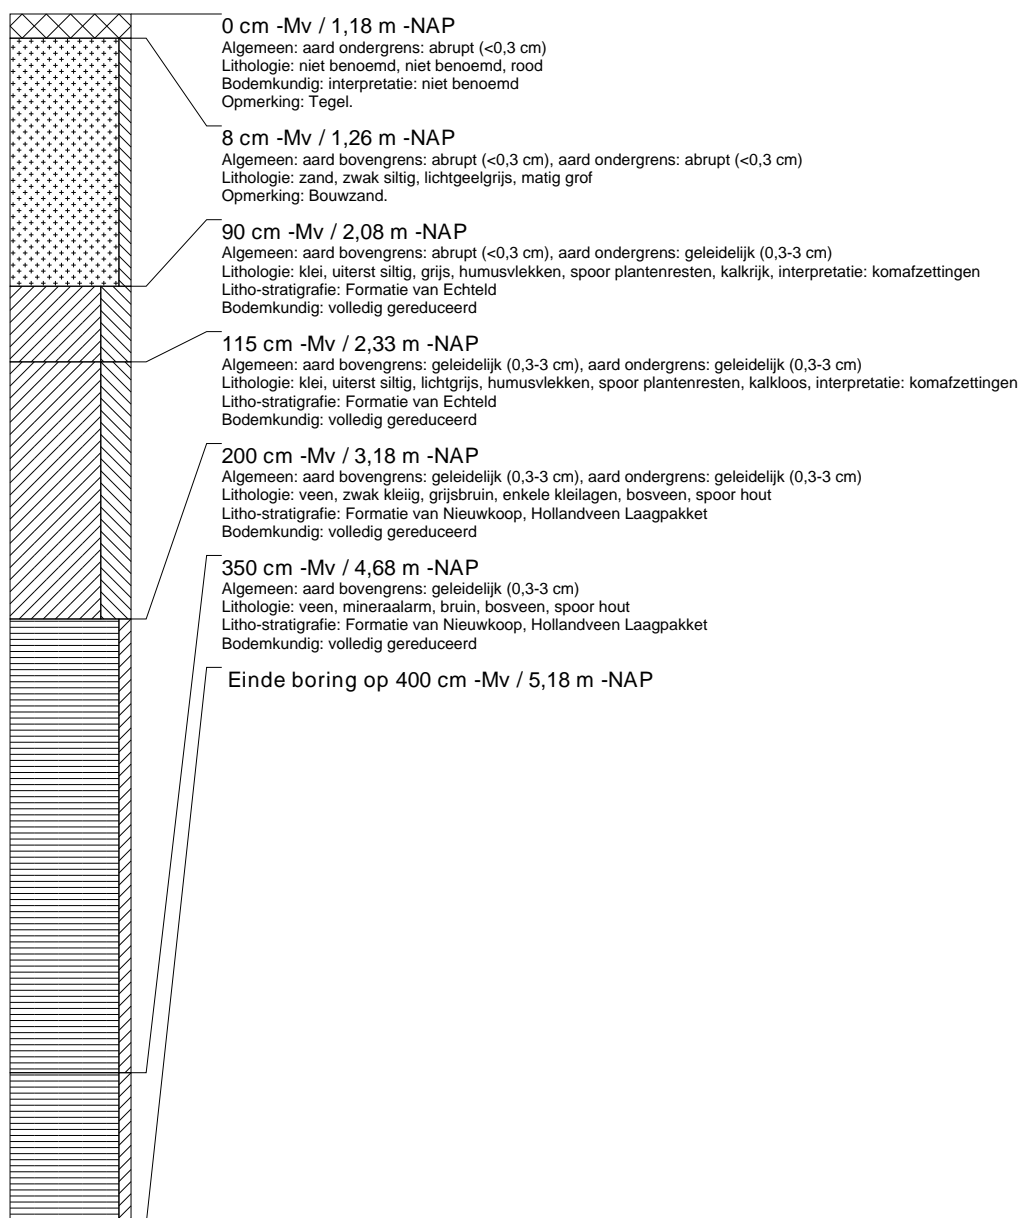 0 cm -Mv / 1,18 m -NAP
Algemeen: aard ondergrens: abrupt (<0,3 cm)
Lithologie: niet benoemd, niet benoemd, rood
Bodemkundig: interpretatie: niet benoemd
Opmerking: Tegel.
8 cm -Mv / 1,26 m -NAP
Algemeen: aard bovengrens: abrupt (<0,3 cm), aard ondergrens: abrupt (<0,3 cm)
Lithologie: zand, zwak siltig, lichtgeelgrijs, matig grof
Opmerking: Bouwzand.
90 cm -Mv / 2,08 m -NAP
Algemeen: aard bovengrens: abrupt (<0,3 cm), aard ondergrens: geleidelijk (0,3-3 cm)
Lithologie: klei, uiterst siltig, grijs, humusvlekken, spoor plantenresten, kalkrijk, interpretatie: komafzettingen
Litho-stratigrafie: Formatie van Echteld
Bodemkundig: volledig gereduceerd
115 cm -Mv / 2,33 m -NAP
Algemeen: aard bovengrens: geleidelijk (0,3-3 cm), aard ondergrens: geleidelijk (0,3-3 cm)
Lithologie: klei, uiterst siltig, lichtgrijs, humusvlekken, spoor plantenresten, kalkloos, interpretatie: komafzettingen
Litho-stratigrafie: Formatie van Echteld
Bodemkundig: volledig gereduceerd
200 cm -Mv / 3,18 m -NAP
Algemeen: aard bovengrens: geleidelijk (0,3-3 cm), aard ondergrens: geleidelijk (0,3-3 cm)
Lithologie: veen, zwak kleiig, grijsbruin, enkele kleilagen, bosveen, spoor hout
Litho-stratigrafie: Formatie van Nieuwkoop, Hollandveen Laagpakket
Bodemkundig: volledig gereduceerd
350 cm -Mv / 4,68 m -NAP
Algemeen: aard bovengrens: geleidelijk (0,3-3 cm)
Lithologie: veen, mineraalarm, bruin, bosveen, spoor hout
Litho-stratigrafie: Formatie van Nieuwkoop, Hollandveen Laagpakket
Bodemkundig: volledig gereduceerd
Einde boring op 400 cm -Mv / 5,18 m -NAP